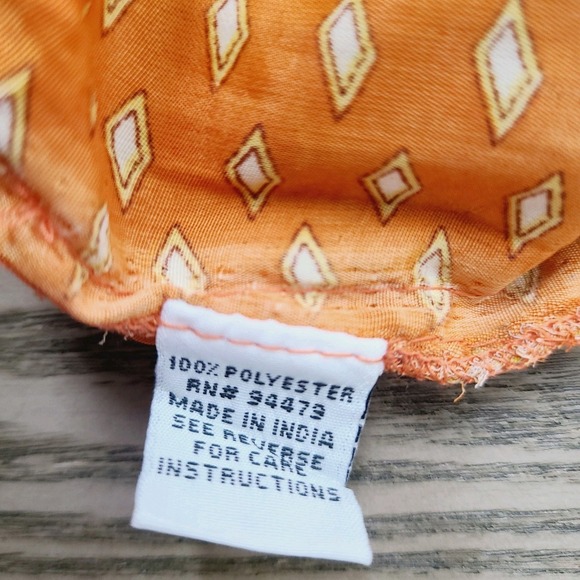 100% POLYESTER
RN# 94479
MADE IN INDIA
SEE REVERSE
FOR CARE
INSTRUCTIONS